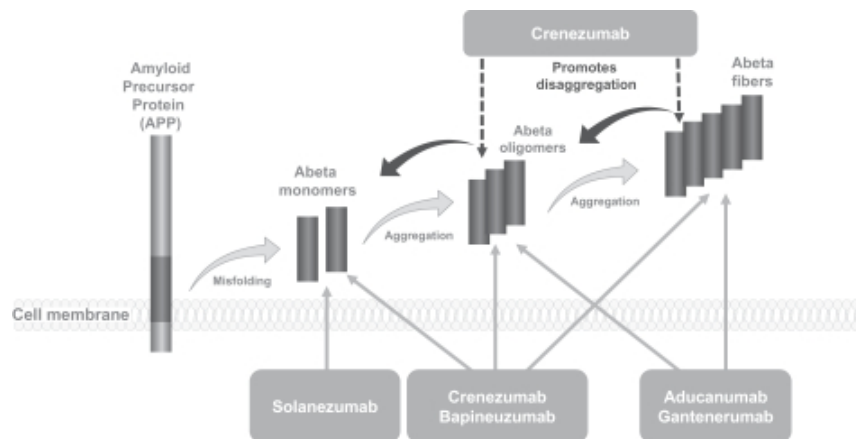 Crenezumab
Amyloid
Precursor
Protein
(APP)
Promotes
disaggregation
Abeta
fibers
Abeta
oligomers
Abeta
monomers
Aggregation
Aggregation
Misfolding
Cell membrane
Solanezumab
Crenezumab
Bapineuzumab
Aducanumab
Gantenerumab